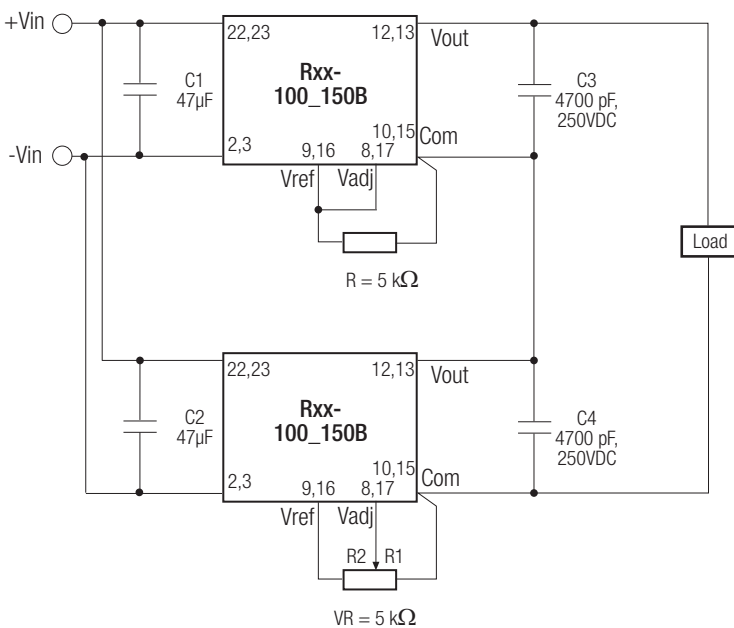 +Vin
22,23
12,13
Vout
C1
47µF
Rxx-
100_150B
C3
4700 pF,
250VDC
-Vin
2,3
10,15
Com
9,16
8,17
Vref
Vadj
Load
R = 5 kΩ
22,23
12,13
Vout
C2
47µF
Rxx-
100_150B
C4
4700 pF,
250VDC
2,3
10,15
Com
9,16
8,17
Vref
Vadj
R2
R1
VR = 5 kΩ